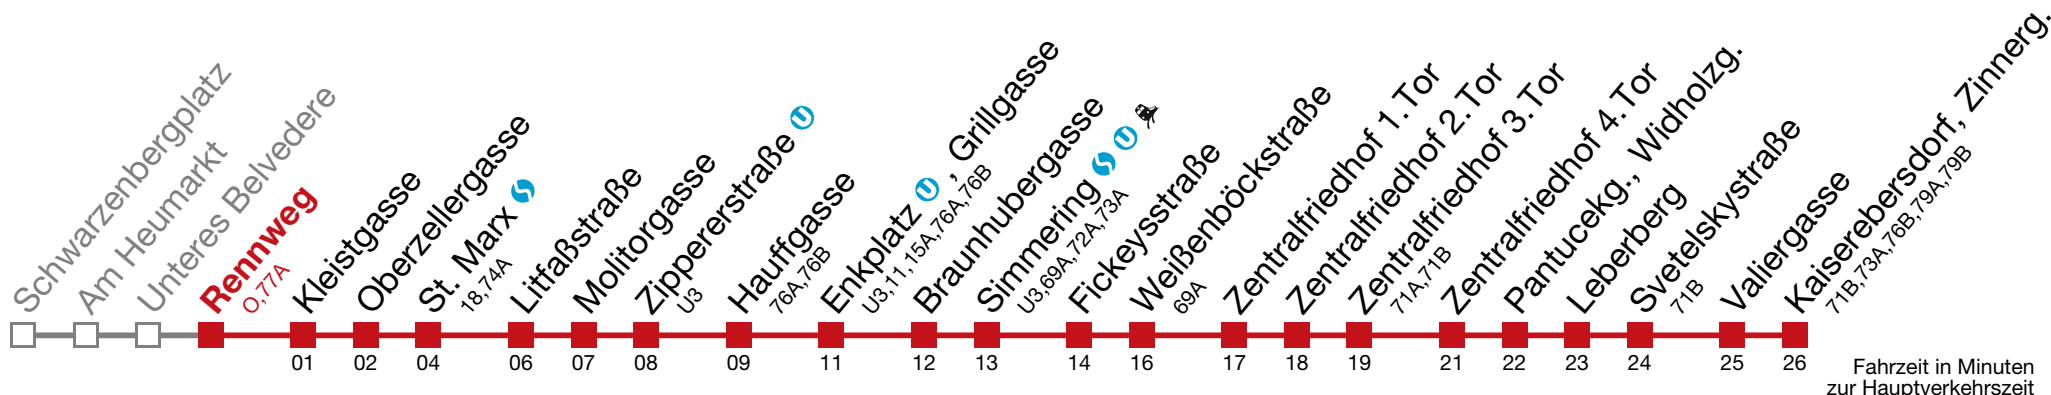 Schwarzenbergplatz
Am Heumarkt
Unteres Belvedere
Rennweg
O,77A
Kleistgasse
Oberzellergasse
St. Marx
18,74A
Litfaßstraße
Molitorgasse
Zippererstraße U
U3
Hauffgasse
76A,76B
Enkplatz U , Grillgasse
U3,11,15A,76A,76B
Braunhubergasse
Simmering U
U3,69A,72A,73A
Fickeysstraße
Weißenböckstraße
69A
Zentralfriedhof 1.Tor
Zentralfriedhof 2.Tor
Zentralfriedhof 3.Tor
71A,71B
Zentralfriedhof 4.Tor
Pantucekg., Widholzg.
Leberberg
Svetelskystraße
71B
Valiergasse
Kaiserebersdorf, Zinnerg.
71B,73A,76B,79A,79B
01 02 04 06 07 08 09 11 12 13 14 16 17 18 19 21 22 23 24 25 26
Fahrzeit in Minuten
zur Hauptverkehrszeit